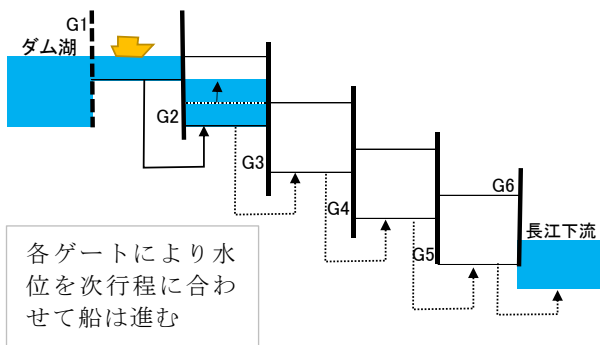 G1
ダム湖
G2
G3
G4
G5
G6
長江下流
各ゲートにより水
位を次行程に合わ
せて船は進む